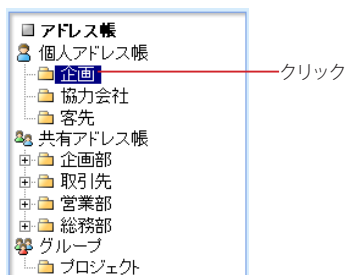 アドレス帳
個人アドレス帳
企画
クリック
協力会社
客先
共有アドレス帳
企画部
取引先
営業部
総務部
グループ
プロジェクト